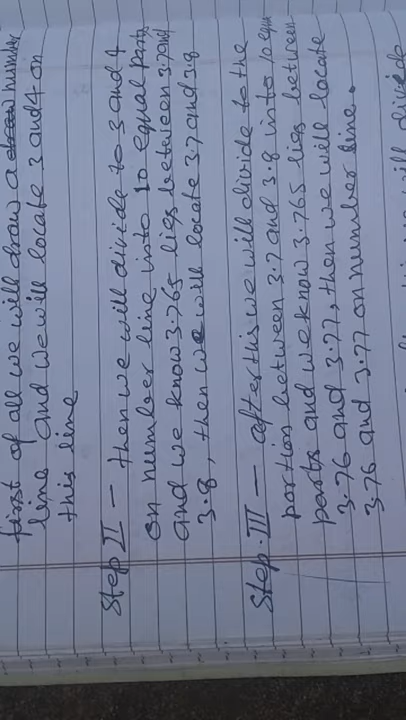 first of all we will draw a number
line and we will locate 3 and 4 on
this line
Step II — then we will divide to 3 and 4
on number line into 10 equal parts
and we know 3.765 lies between 3.7 and
3.8, then we will locate 3.7 and 3.8
Step. III — after this we will divide to the
portion between 3.7 and 3.8 into 10 equal
parts and we know 3.765 lies between
3.76 and 3.77, then we will locate
3.76 and 3.77 on number line.
will divide